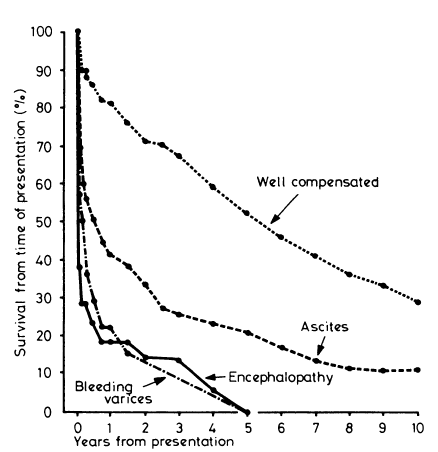 Survival from time of presentation (%)
100
90
80
70
60
50
40
30
20
10
0
Well compensated
Ascites
Encephalopathy
Bleeding
varices
0 1 2 3 4 5 6 7 8 9 10
Years from presentation